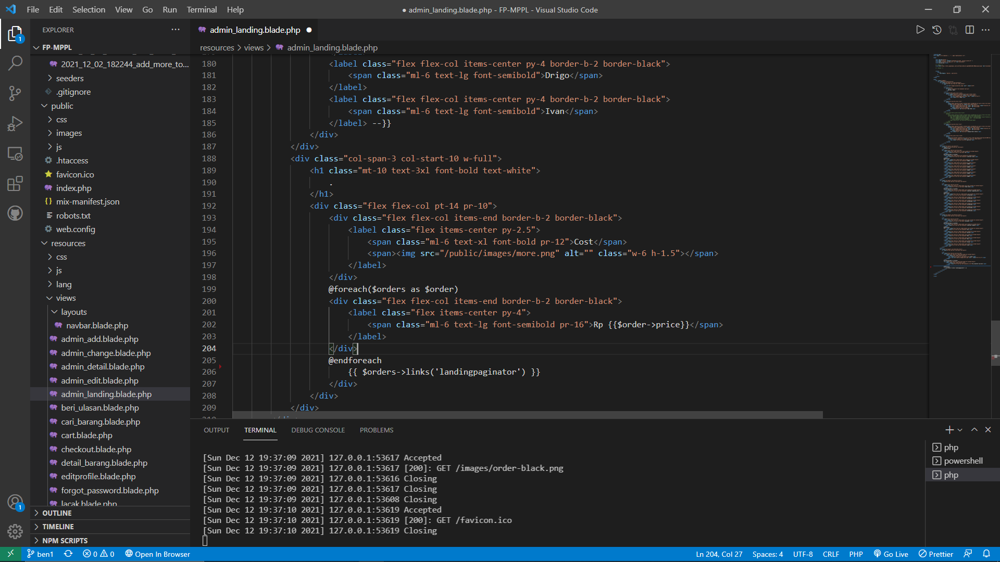 File Edit Selection View Go Run Terminal Help
● admin_landing.blade.php - FP-MPPL - Visual Studio Code
EXPLORER
FP-MPPL
2021_12_02_182244_add_more_to...
seeders
.gitignore
public
css
images
js
.htaccess
favicon.ico
index.php
mix-manifest.json
robots.txt
web.config
resources
css
js
lang
views
layouts
navbar.blade.php
admin_add.blade.php
admin_change.blade.php
admin_detail.blade.php
admin_edit.blade.php
admin_landing.blade.php
beri_ulasan.blade.php
cari_barang.blade.php
cart.blade.php
checkout.blade.php
detail_barang.blade.php
editprofile.blade.php
forgot_password.blade.php
lacak.blade.php
OUTLINE
TIMELINE
NPM SCRIPTS
admin_landing.blade.php ●
resources > views > admin_landing.blade.php
180 <label class="flex flex-col items-center py-4 border-b-2 border-black">
181 <span class="ml-6 text-lg font-semibold">Drigo</span>
182 </label>
183 <label class="flex flex-col items-center py-4 border-b-2 border-black">
184 <span class="ml-6 text-lg font-semibold">Ivan</span>
185 </label> --}}
186 </div>
187 </div>
188 <div class="col-span-3 col-start-10 w-full">
189 <h1 class="mt-10 text-3xl font-bold text-white">
190 .
191 </h1>
192 <div class="flex flex-col pt-14 pr-10">
193 <div class="flex flex-col items-end border-b-2 border-black">
194 <label class="flex items-center py-2.5">
195 <span class="ml-6 text-xl font-bold pr-12">Cost</span>
196 <span><img src="/public/images/more.png" alt="" class="w-6 h-1.5"></span>
197 </label>
198 </div>
199 @foreach($orders as $order)
200 <div class="flex flex-col items-end border-b-2 border-black">
201 <label class="flex items-center py-4">
202 <span class="ml-6 text-lg font-semibold pr-16">Rp {{$order->price}}</span>
203 </label>
204 </div>
205 @endforeach
206 {{ $orders->links('landingpaginator') }}
207 </div>
208 </div>
209 </div>
210 </div>
OUTPUT TERMINAL DEBUG CONSOLE PROBLEMS
[Sun Dec 12 19:37:09 2021] 127.0.0.1:53617 Accepted
[Sun Dec 12 19:37:09 2021] 127.0.0.1:53617 [200]: GET /images/order-black.png
[Sun Dec 12 19:37:09 2021] 127.0.0.1:53616 Closing
[Sun Dec 12 19:37:09 2021] 127.0.0.1:53617 Closing
[Sun Dec 12 19:37:09 2021] 127.0.0.1:53608 Closing
[Sun Dec 12 19:37:10 2021] 127.0.0.1:53619 Accepted
[Sun Dec 12 19:37:10 2021] 127.0.0.1:53619 [200]: GET /favicon.ico
[Sun Dec 12 19:37:10 2021] 127.0.0.1:53619 Closing
php
powershell
php
1
1
ben1 0 0 Open In Browser
Ln 204, Col 27 Spaces: 4 UTF-8 CRLF PHP Go Live Prettier